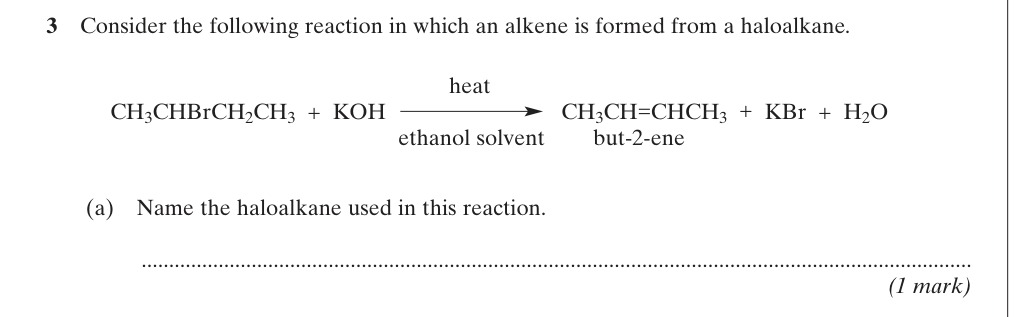 3 Consider the following reaction in which an alkene is formed from a haloalkane.
heat
CH₃CHBrCH₂CH₃ + KOH ⟶ CH₃CH=CHCH₃ + KBr + H₂O
ethanol solvent but-2-ene
(a) Name the haloalkane used in this reaction.
(1 mark)